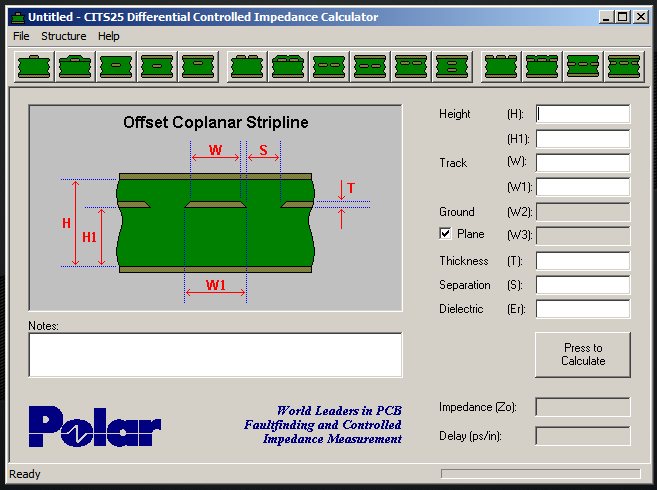 Untitled - CITS25 Differential Controlled Impedance Calculator
File Structure Help
Offset Coplanar Stripline
W S
T
H
H1
W1
Height (H):
(H1):
Track (W):
(W1):
Ground (W2):
Plane (W3):
Thickness (T):
Separation (S):
Dielectric (Er):
Notes:
Press to
Calculate
Polar
World Leaders in PCB
Faultfinding and Controlled
Impedance Measurement
Impedance (Zo):
Delay (ps/in):
Ready